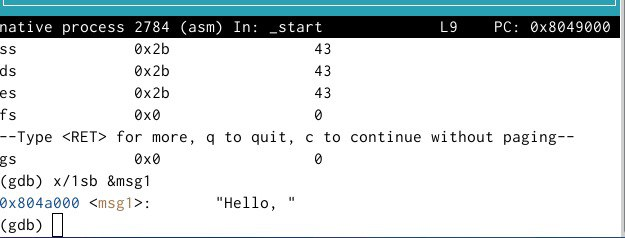 native process 2784 (asm) In: _start L9 PC: 0x8049000
ss 0x2b 43
ds 0x2b 43
es 0x2b 43
fs 0x0 0
--Type <RET> for more, q to quit, c to continue without paging--
gs 0x0 0
(gdb) x/1sb &msg1
0x804a000 <msg1>: "Hello, "
(gdb)